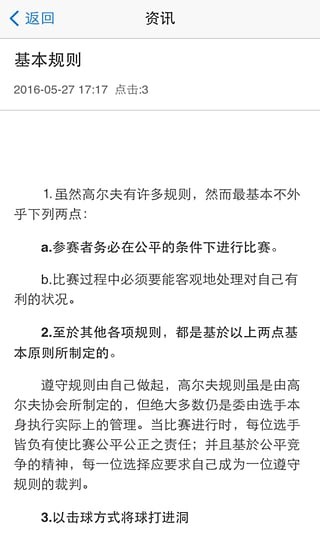 返回
资讯
基本规则
2016-05-27 17:17 点击:3
1.虽然高尔夫有许多规则，然而最基本不外
乎下列两点：
a.参赛者务必在公平的条件下进行比赛。
b.比赛过程中必须要能客观地处理对自己有
利的状况。
2.至於其他各项规则，都是基於以上两点基
本原则所制定的。
遵守规则由自己做起，高尔夫规则虽是由高
尔夫协会所制定的，但绝大多数仍是委由选手本
身执行实际上的管理。当比赛进行时，每位选手
皆负有使比赛公平公正之责任；并且基於公平竞
争的精神，每一位选择应要求自己成为一位遵守
规则的裁判。
3.以击球方式将球打进洞